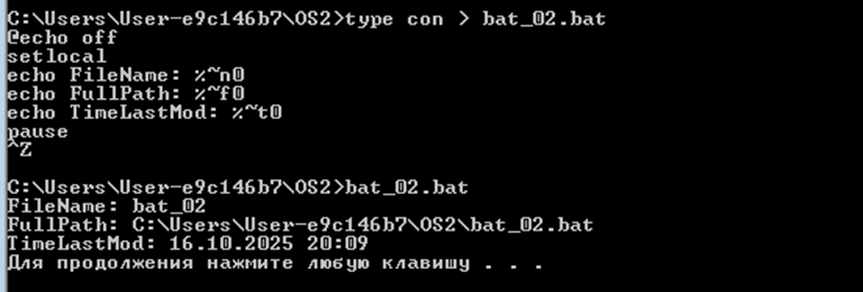 C:\Users\User-e9c146b7\OS2>type con > bat_02.bat
@echo off
setlocal
echo FileName: %~n0
echo FullPath: %~f0
echo TimeLastMod: %~t0
pause
^Z
C:\Users\User-e9c146b7\OS2>bat_02.bat
FileName: bat_02
FullPath: C:\Users\User-e9c146b7\OS2\bat_02.bat
TimeLastMod: 16.10.2025 20:09
Для продолжения нажмите любую клавишу . . .